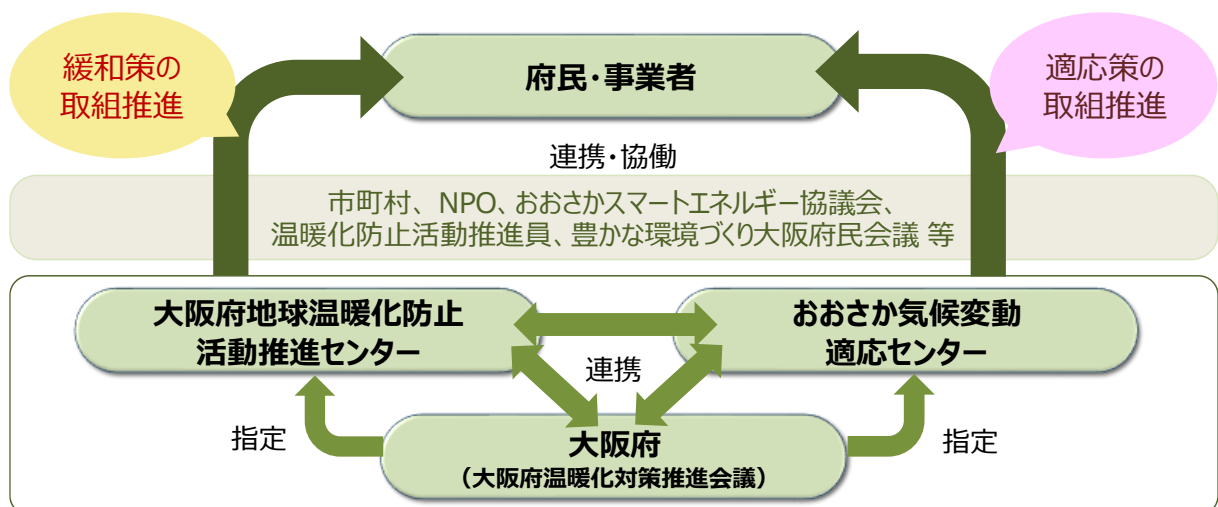 緩和策の
取組推進
府民・事業者
適応策の
取組推進
連携・協働
市町村、NPO、おおさかスマートエネルギー協議会、
温暖化防止活動推進員、豊かな環境づくり大阪府民会議 等
大阪府地球温暖化防止
活動推進センター
おおさか気候変動
適応センター
連携
指定
大阪府
（大阪府温暖化対策推進会議）
指定